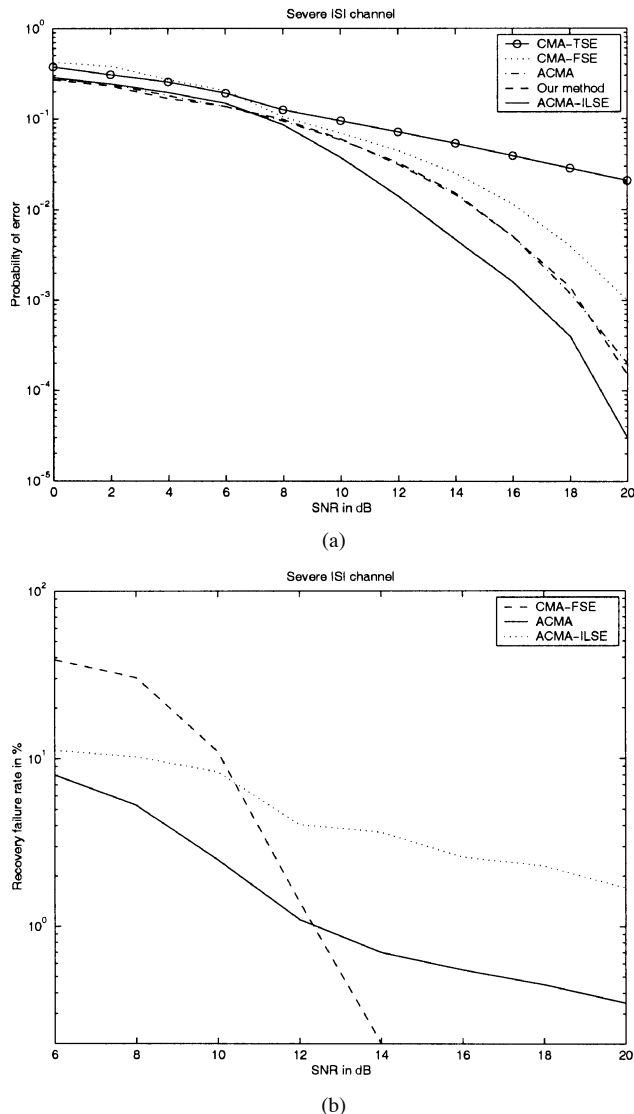 Severe ISI channel
10^0
10^-1
10^-2
10^-3
10^-4
10^-5
Probability of error
CMA-TSE
CMA-FSE
ACMA
Our method
ACMA-ILSE
0 2 4 6 8 10 12 14 16 18 20
SNR in dB
(a)
Severe ISI channel
10^2
10^1
10^0
Recovery failure rate in %
CMA-FSE
ACMA
ACMA-ILSE
6 8 10 12 14 16 18 20
SNR in dB
(b)